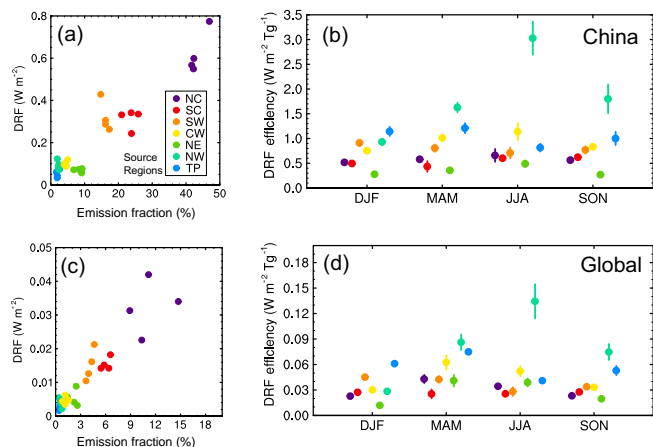 (a)
DRF (W m⁻²)
0.8
0.6
0.4
0.2
0
0 10 20 30 40 50
Emission fraction (%)
Source
Regions
NC
SC
SW
CW
NE
NW
TP
(b)
China
DRF efficiency (W m⁻² Tg⁻¹)
3.5
3.0
2.5
2.0
1.5
1.0
0.5
0.0
DJF MAM JJA SON
(c)
DRF (W m⁻²)
0.05
0.04
0.03
0.02
0.01
0
0 3 6 9 12 15 18
Emission fraction (%)
(d)
Global
DRF efficiency (W m⁻² Tg⁻¹)
0.18
0.15
0.12
0.09
0.06
0.03
0.00
DJF MAM JJA SON